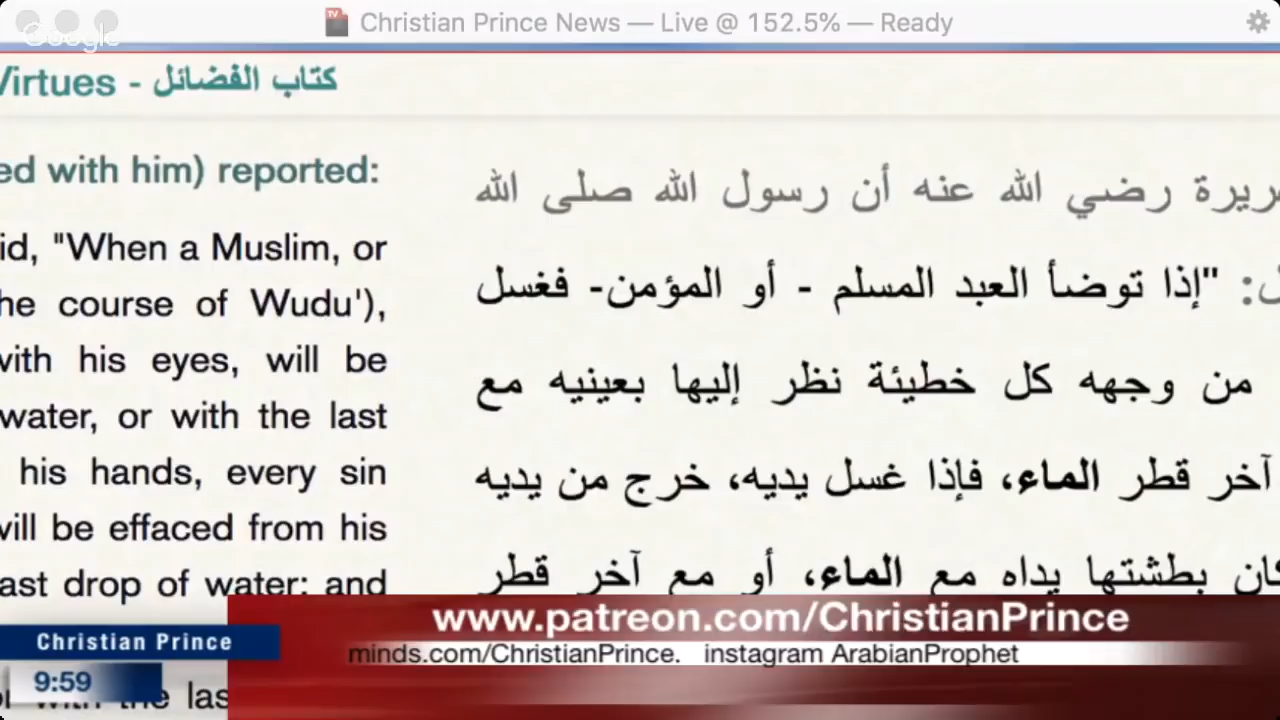 Christian Prince News — Live @ 152.5% — Ready
Google
Virtues - كتاب الفضائل
ed with him) reported:
id, "When a Muslim, or
he course of Wudu'),
with his eyes, will be
water, or with the last
his hands, every sin
will be effaced from his
ast drop of water; and
las
ريرة رضي الله عنه أن رسول الله صلى الله
"إذا توضأ العبد المسلم - أو المؤمن- فغسل
من وجهه كل خطيئة نظر إليها بعينيه مع
آخر قطر الماء، فإذا غسل يديه، خرج من يديه
كان بطشتها يداه مع الماء، أو مع آخر قطر
www.patreon.com/ChristianPrince
minds.com/ChristianPrince. instagram ArabianProphet
Christian Prince
9:59